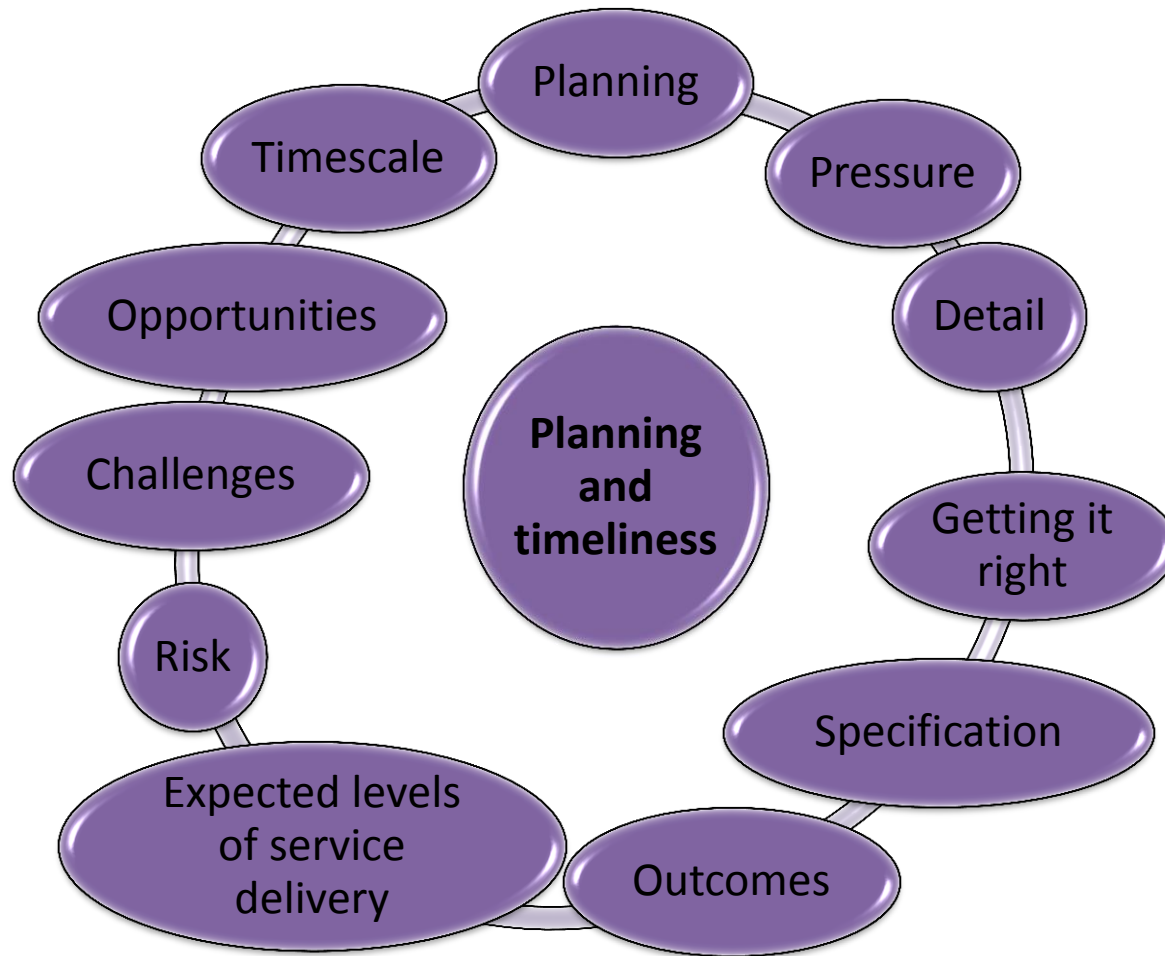 Planning
Pressure
Detail
Getting it
right
Specification
Outcomes
Expected levels
of service
delivery
Risk
Challenges
Opportunities
Timescale
Planning
and
timeliness